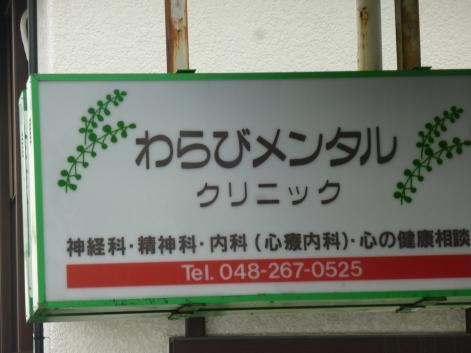 わらびメンタル
クリニック
神経科・精神科・内科(心療内科)・心の健康相談
Tel. 048-267-0525